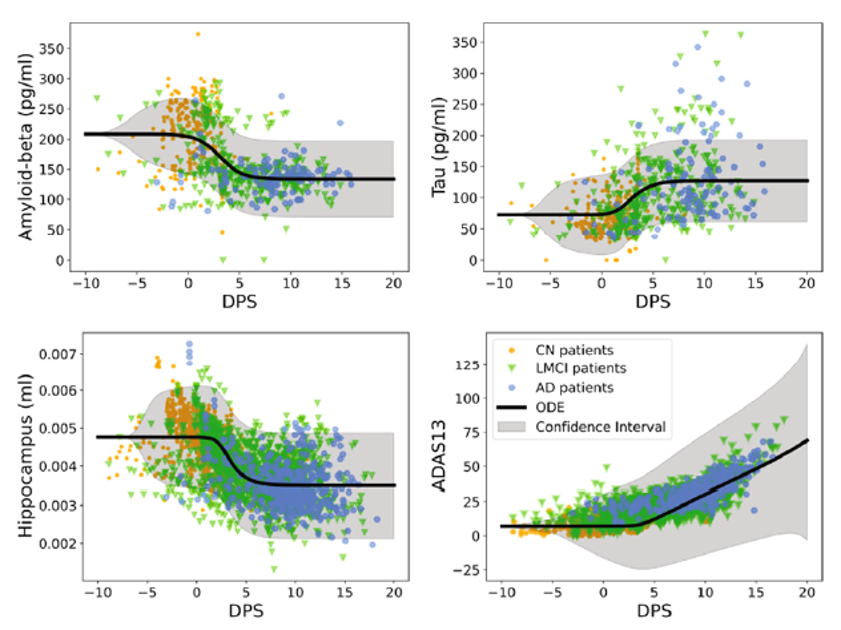 350
300
250
200
150
100
50
0
Amyloid-beta (pg/ml)
−10 −5 0 5 10 15 20
DPS
350
300
250
200
150
100
50
0
Tau (pg/ml)
−10 −5 0 5 10 15 20
DPS
0.007
0.006
0.005
0.004
0.003
0.002
Hippocampus (ml)
−10 −5 0 5 10 15 20
DPS
125
100
75
50
25
0
−25
ADAS13
CN patients
LMCI patients
AD patients
ODE
Confidence Interval
−10 −5 0 5 10 15 20
DPS